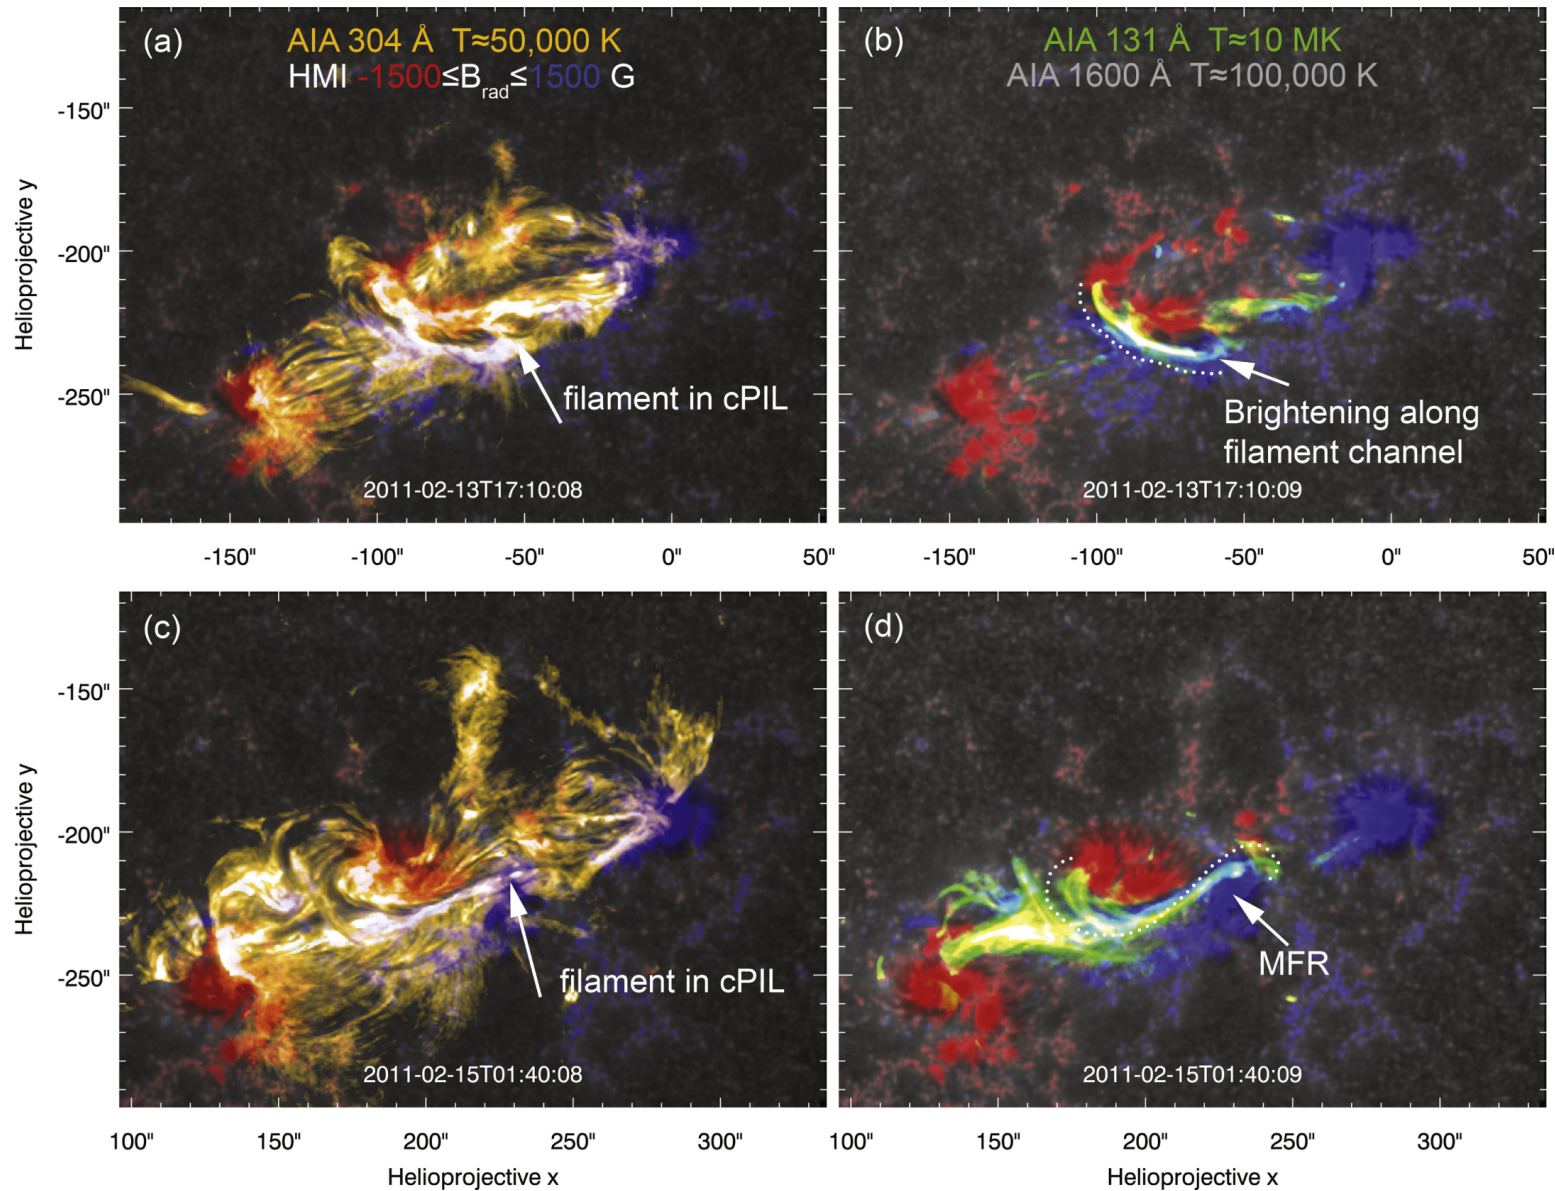 (a)
AIA 304 Å T≈50,000 K
HMI -1500≤B_rad≤1500 G
filament in cPIL
2011-02-13T17:10:08
(b)
AIA 131 Å T≈10 MK
AIA 1600 Å T≈100,000 K
Brightening along
filament channel
2011-02-13T17:10:09
Helioprojective y
-150"
-200"
-250"
-150" -100" -50" 0" 50"
-150" -100" -50" 0" 50"
(c)
filament in cPIL
2011-02-15T01:40:08
(d)
MFR
2011-02-15T01:40:09
Helioprojective y
-150"
-200"
-250"
100" 150" 200" 250" 300"
100" 150" 200" 250" 300"
Helioprojective x
Helioprojective x